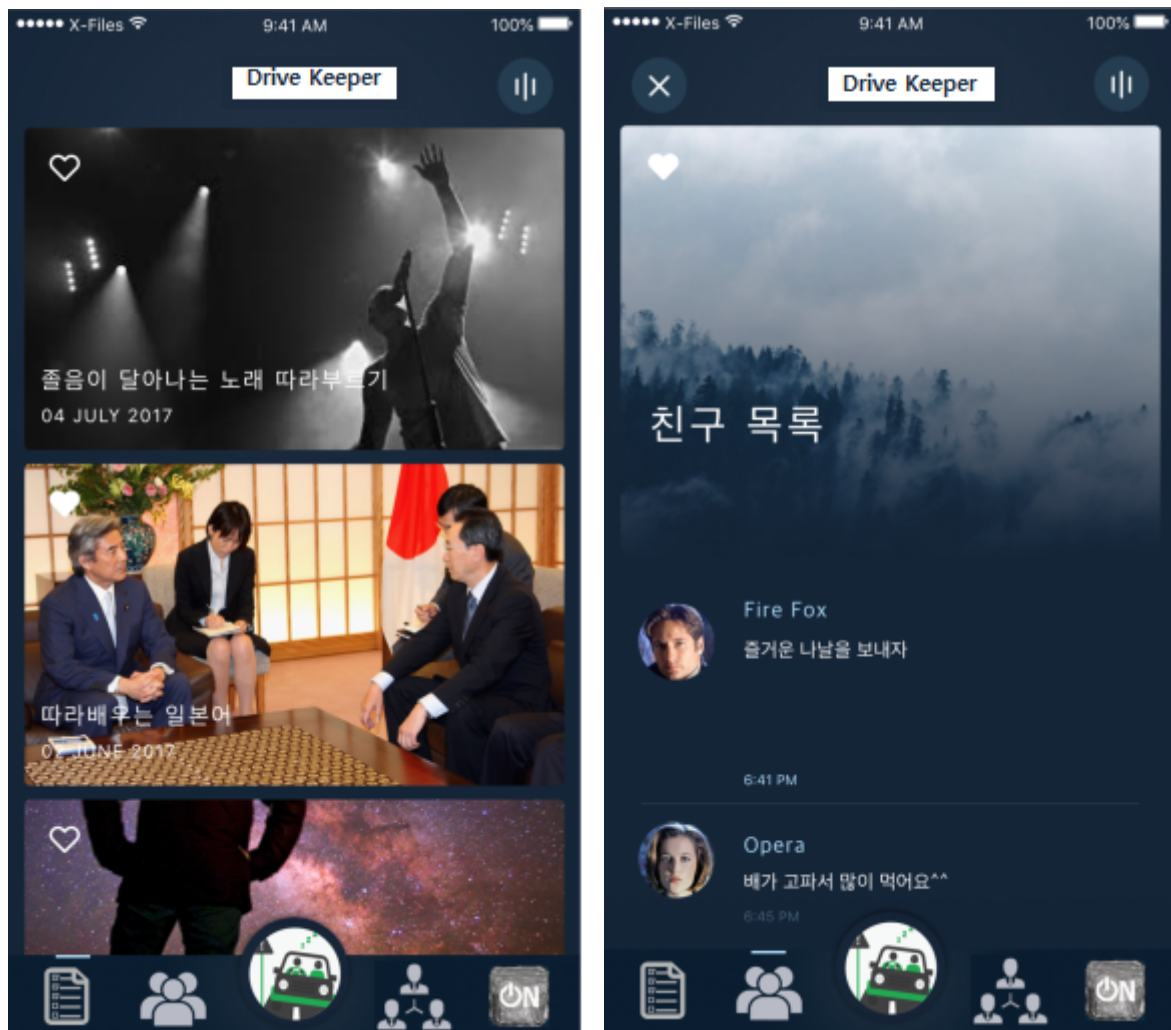 X-Files 9:41 AM 100%
Drive Keeper
졸음이 달아나는 노래 따라부르기
04 JULY 2017
따라배우는 일본어
02 JUNE 2017
ON
X-Files 9:41 AM 100%
Drive Keeper
친구 목록
Fire Fox
즐거운 나날을 보내자
6:41 PM
Opera
배가 고파서 많이 먹어요^^
6:45 PM
ON